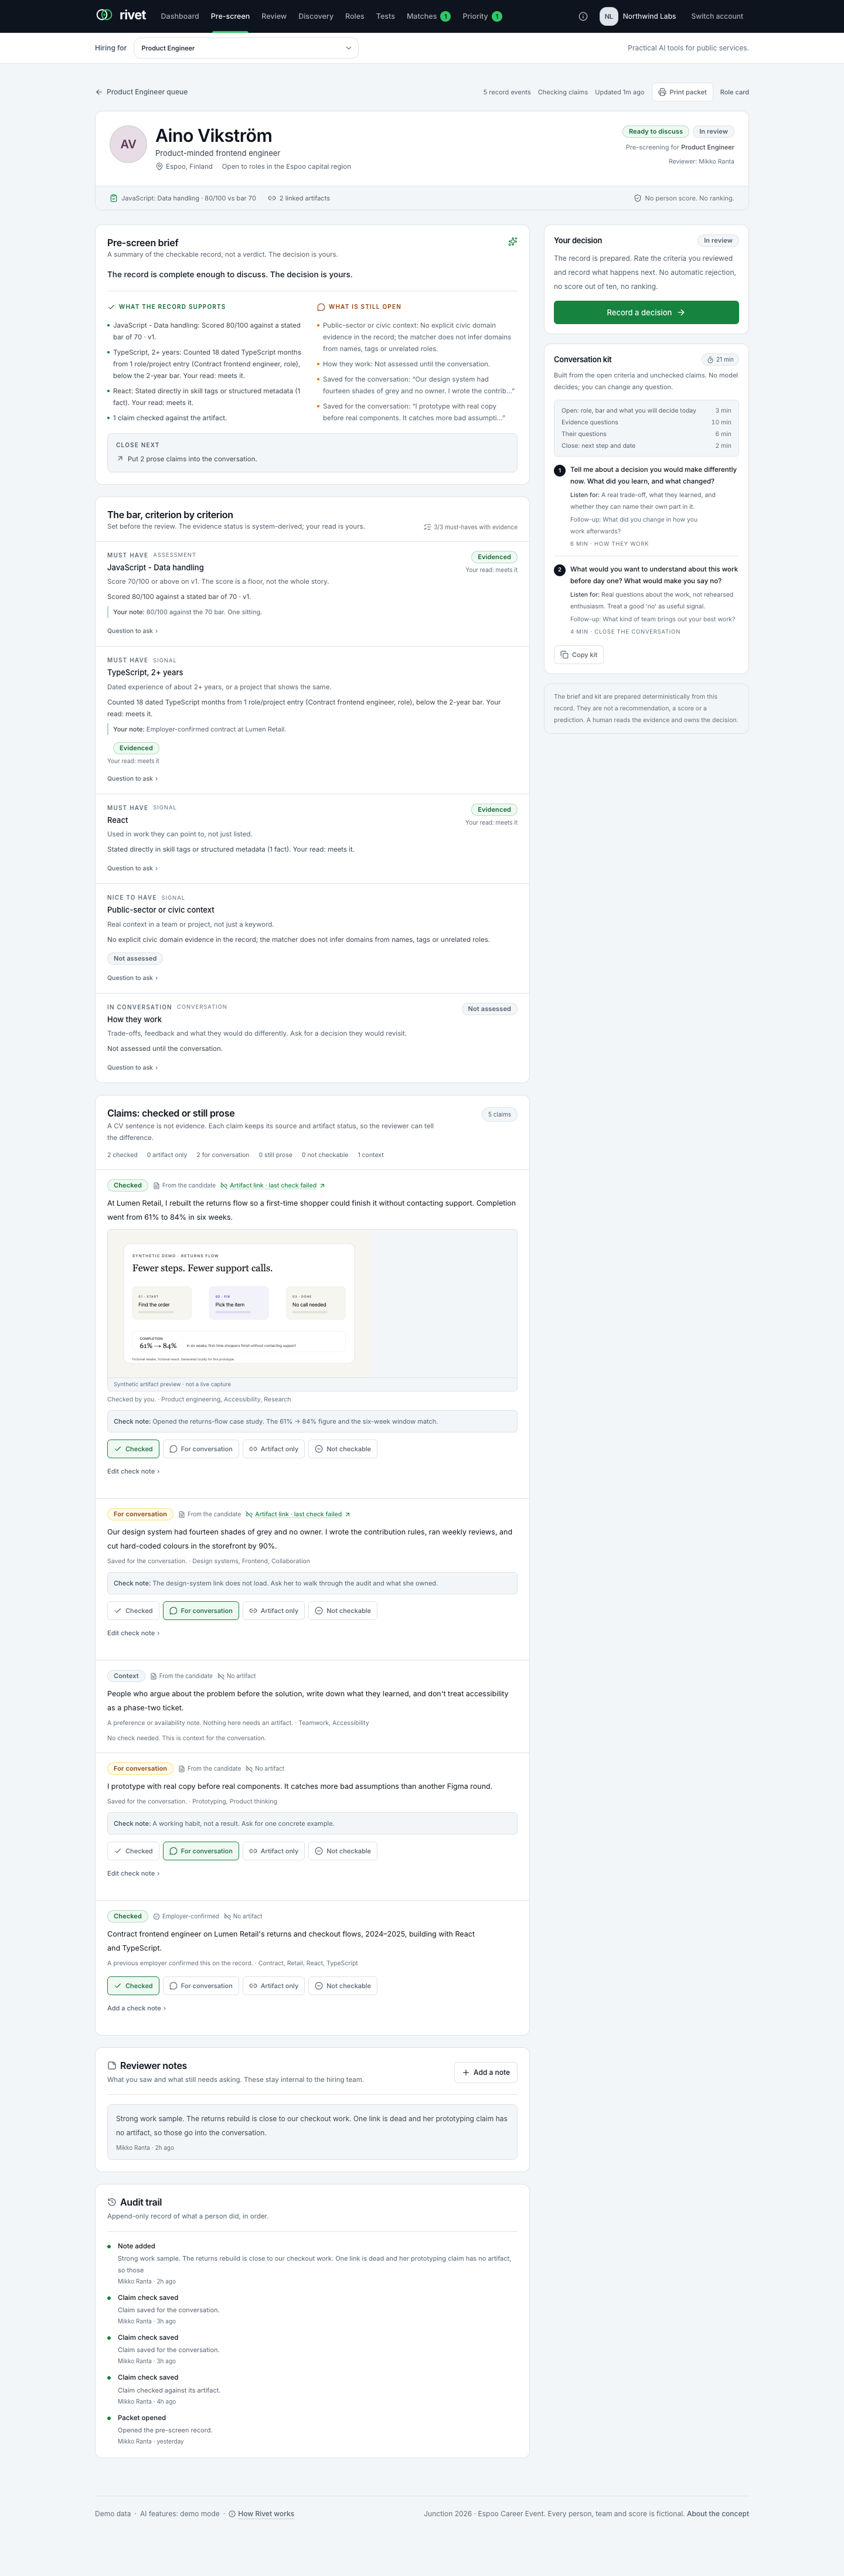 rivet
Dashboard
Pre-screen
Review
Discovery
Roles
Tests
Matches 1
Priority 1
NL
Northwind Labs
Switch account
Hiring for
Product Engineer
Practical AI tools for public services.
Product Engineer queue
5 record events
Checking claims
Updated 1m ago
Print packet
Role card
AV
Aino Vikström
Product-minded frontend engineer
Espoo, Finland
Open to roles in the Espoo capital region
Ready to discuss
In review
Pre-screening for Product Engineer
Reviewer: Mikko Ranta
JavaScript: Data handling · 80/100 vs bar 70
2 linked artifacts
No person score. No ranking.
Pre-screen brief
A summary of the checkable record, not a verdict. The decision is yours.
The record is complete enough to discuss. The decision is yours.
WHAT THE RECORD SUPPORTS
JavaScript - Data handling: Scored 80/100 against a stated
bar of 70 · v1.
TypeScript, 2+ years: Counted 18 dated TypeScript months
from 1 role/project entry (Contract frontend engineer, role),
below the 2-year bar. Your read: meets it.
React: Stated directly in skill tags or structured metadata (1
fact). Your read: meets it.
1 claim checked against the artifact.
WHAT IS STILL OPEN
Public-sector or civic context: No explicit civic domain
evidence in the record; the matcher does not infer domains
from names, tags or unrelated roles.
How they work: Not assessed until the conversation.
Saved for the conversation: “Our design system had
fourteen shades of grey and no owner. I wrote the contrib...”
Saved for the conversation: “I prototype with real copy
before real components. It catches more bad assumpti...”
CLOSE NEXT
Put 2 prose claims into the conversation.
Your decision
In review
The record is prepared. Rate the criteria you reviewed
and record what happens next. No automatic rejection,
no score out of ten, no ranking.
Record a decision
Conversation kit
21 min
Built from the open criteria and unchecked claims. No model
decides; you can change any question.
Open: role, bar and what you will decide today 3 min
Evidence questions 10 min
Their questions 6 min
Close: next step and date 2 min
1 Tell me about a decision you would make differently
now. What did you learn, and what changed?
Listen for: A real trade-off, what they learned, and
whether they can name their own part in it.
Follow-up: What did you change in how you
work afterwards?
6 MIN · HOW THEY WORK
2 What would you want to understand about this work
before day one? What would make you say no?
Listen for: Real questions about the work, not rehearsed
enthusiasm. Treat a good 'no' as useful signal.
Follow-up: What kind of team brings out your best work?
4 MIN · CLOSE THE CONVERSATION
Copy kit
The brief and kit are prepared deterministically from this
record. They are not a recommendation, a score or a
prediction. A human reads the evidence and owns the decision.
The bar, criterion by criterion
Set before the review. The evidence status is system-derived; your read is yours.
3/3 must-haves with evidence
MUST HAVE ASSESSMENT
JavaScript - Data handling
Score 70/100 or above on v1. The score is a floor, not the whole story.
Scored 80/100 against a stated bar of 70 · v1.
Your note: 80/100 against the 70 bar. One sitting.
Question to ask ›
Evidenced
Your read: meets it
MUST HAVE SIGNAL
TypeScript, 2+ years
Dated experience of about 2+ years, or a project that shows the same.
Counted 18 dated TypeScript months from 1 role/project entry (Contract frontend engineer, role), below the 2-year bar. Your
read: meets it.
Your note: Employer-confirmed contract at Lumen Retail.
Evidenced
Your read: meets it
Question to ask ›
MUST HAVE SIGNAL
React
Used in work they can point to, not just listed.
Stated directly in skill tags or structured metadata (1 fact). Your read: meets it.
Question to ask ›
Evidenced
Your read: meets it
NICE TO HAVE SIGNAL
Public-sector or civic context
Real context in a team or project, not just a keyword.
No explicit civic domain evidence in the record; the matcher does not infer domains from names, tags or unrelated roles.
Not assessed
Question to ask ›
IN CONVERSATION CONVERSATION
How they work
Trade-offs, feedback and what they would do differently. Ask for a decision they would revisit.
Not assessed until the conversation.
Question to ask ›
Not assessed
Claims: checked or still prose
A CV sentence is not evidence. Each claim keeps its source and artifact status, so the reviewer can tell
the difference.
5 claims
2 checked 0 artifact only 2 for conversation 0 still prose 0 not checkable 1 context
Checked From the candidate Artifact link · last check failed
At Lumen Retail, I rebuilt the returns flow so a first-time shopper could finish it without contacting support. Completion
went from 61% to 84% in six weeks.
SYNTHETIC DEMO · RETURNS FLOW
Fewer steps. Fewer support calls.
01 · START
Find the order
02 · FIX
Pick the item
03 · DONE
No call needed
COMPLETION
61% → 84%
In six weeks, first-time shoppers finish without contacting support
Fictional retailer, fictional result. Generated locally for this prototype.
Synthetic artifact preview · not a live capture
Checked by you. · Product engineering, Accessibility, Research
Check note: Opened the returns-flow case study. The 61% → 84% figure and the six-week window match.
Checked For conversation Artifact only Not checkable
Edit check note ›
For conversation From the candidate Artifact link · last check failed
Our design system had fourteen shades of grey and no owner. I wrote the contribution rules, ran weekly reviews, and
cut hard-coded colours in the storefront by 90%.
Saved for the conversation. · Design systems, Frontend, Collaboration
Check note: The design-system link does not load. Ask her to walk through the audit and what she owned.
Checked For conversation Artifact only Not checkable
Edit check note ›
Context From the candidate No artifact
People who argue about the problem before the solution, write down what they learned, and don't treat accessibility
as a phase-two ticket.
A preference or availability note. Nothing here needs an artifact. · Teamwork, Accessibility
No check needed. This is context for the conversation.
For conversation From the candidate No artifact
I prototype with real copy before real components. It catches more bad assumptions than another Figma round.
Saved for the conversation. · Prototyping, Product thinking
Check note: A working habit, not a result. Ask for one concrete example.
Checked For conversation Artifact only Not checkable
Edit check note ›
Checked Employer-confirmed No artifact
Contract frontend engineer on Lumen Retail's returns and checkout flows, 2024–2025, building with React
and TypeScript.
A previous employer confirmed this on the record. · Contract, Retail, React, TypeScript
Checked For conversation Artifact only Not checkable
Add a check note ›
Reviewer notes
What you saw and what still needs asking. These stay internal to the hiring team.
Add a note
Strong work sample. The returns rebuild is close to our checkout work. One link is dead and her prototyping claim has
no artifact, so those go into the conversation.
Mikko Ranta · 2h ago
Audit trail
Append-only record of what a person did, in order.
Note added
Strong work sample. The returns rebuild is close to our checkout work. One link is dead and her prototyping claim has no artifact,
so those
Mikko Ranta · 2h ago
Claim check saved
Claim saved for the conversation.
Mikko Ranta · 3h ago
Claim check saved
Claim saved for the conversation.
Mikko Ranta · 3h ago
Claim check saved
Claim checked against its artifact.
Mikko Ranta · 4h ago
Packet opened
Opened the pre-screen record.
Mikko Ranta · yesterday
Demo data · AI features: demo mode · How Rivet works
Junction 2026 · Espoo Career Event. Every person, team and score is fictional. About the concept